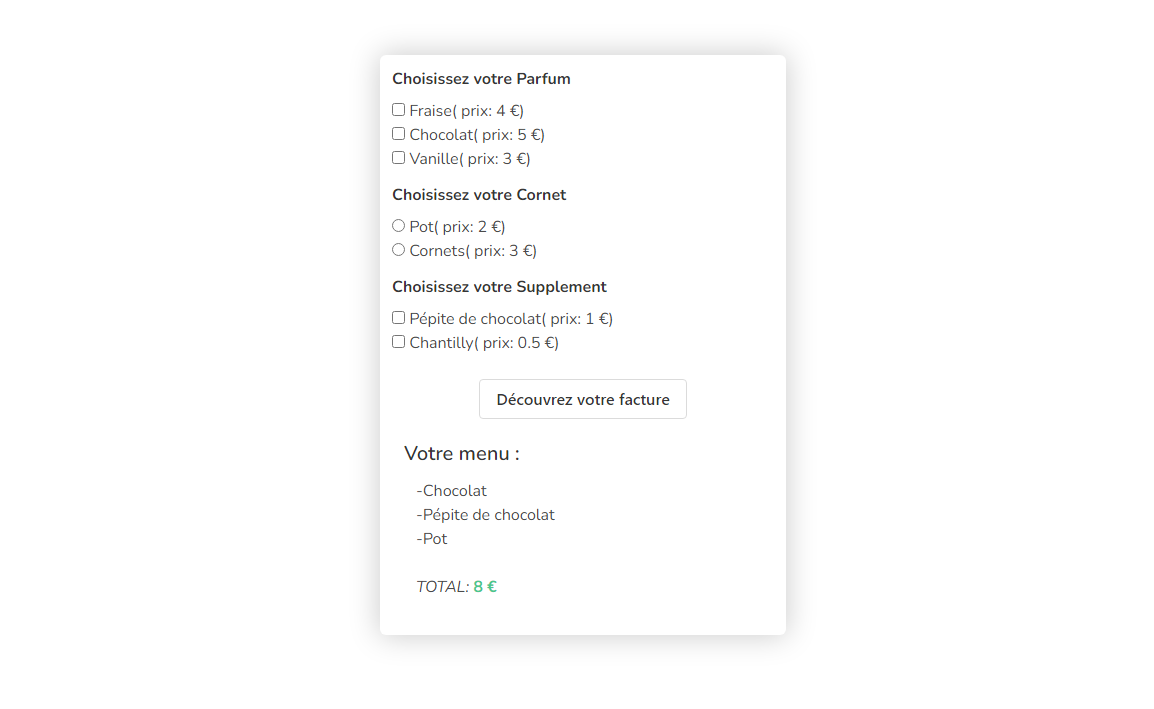 Choisissez votre Parfum
Fraise( prix: 4 €)
Chocolat( prix: 5 €)
Vanille( prix: 3 €)
Choisissez votre Cornet
Pot( prix: 2 €)
Cornets( prix: 3 €)
Choisissez votre Supplement
Pépite de chocolat( prix: 1 €)
Chantilly( prix: 0.5 €)
Découvrez votre facture
Votre menu :
-Chocolat
-Pépite de chocolat
-Pot
TOTAL: 8 €